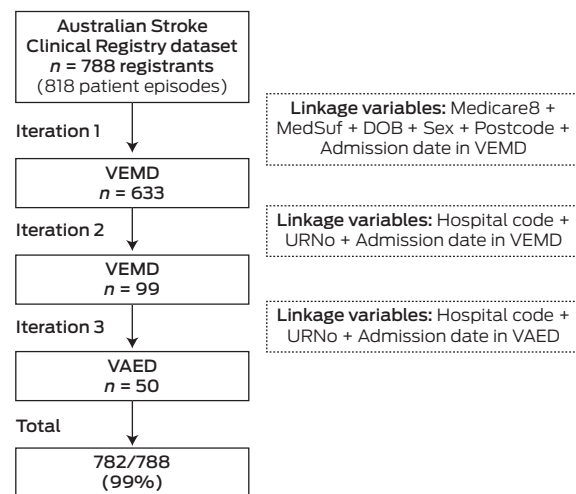 Australian Stroke
Clinical Registry dataset
n = 788 registrants
(818 patient episodes)
Iteration 1
Linkage variables: Medicare8 +
MedSuf + DOB + Sex + Postcode +
Admission date in VEMD
VEMD
n = 633
Iteration 2
Linkage variables: Hospital code +
URNo + Admission date in VEMD
VEMD
n = 99
Iteration 3
Linkage variables: Hospital code +
URNo + Admission date in VAED
VAED
n = 50
Total
782/788
(99%)